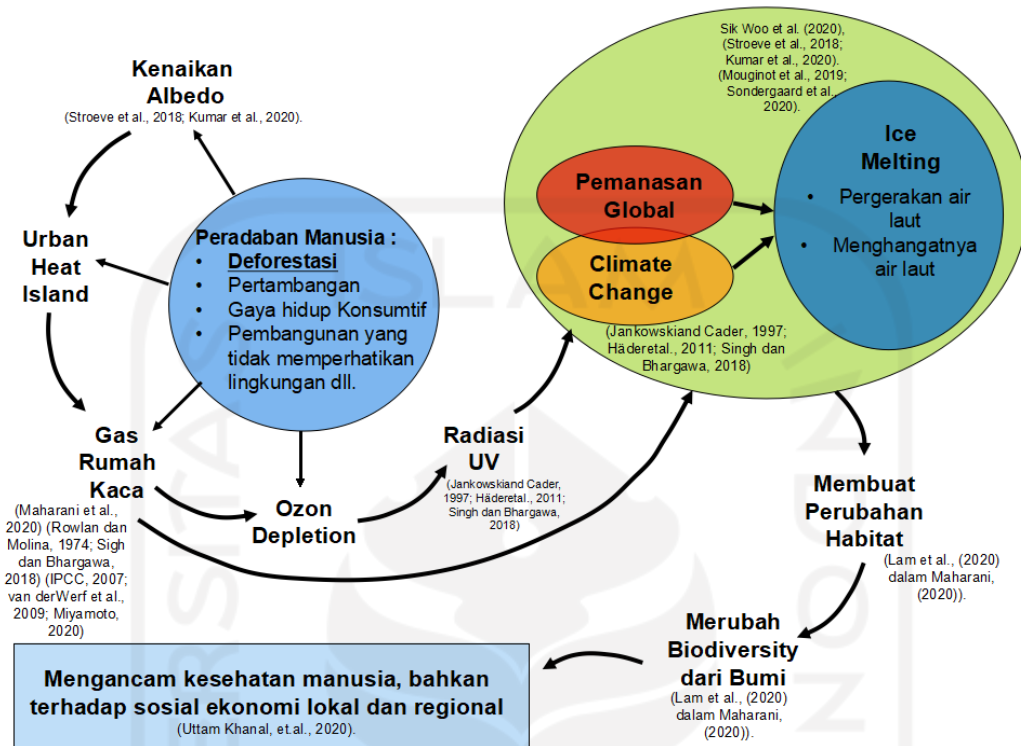 Kenaikan
Albedo
(Stroeve et al., 2018; Kumar et al., 2020).
Urban
Heat
Island
Peradaban Manusia :
• Deforestasi
• Pertambangan
• Gaya hidup Konsumtif
• Pembangunan yang
tidak memperhatikan
lingkungan dll.
Gas
Rumah
Kaca
(Maharani et al.,
2020) (Rowlan dan
Molina, 1974; Sigh
dan Bhargawa,
2018) (IPCC, 2007;
van derWerf et al.,
2009; Miyamoto,
2020)
Ozon
Depletion
Radiasi
UV
(Jankowskiand Cader,
1997; Häderetal., 2011;
Singh dan Bhargawa,
2018)
Sik Woo et al. (2020),
(Stroeve et al., 2018;
Kumar et al., 2020).
(Mouginot et al., 2019;
Sondergaard et al.,
2020).
Pemanasan
Global
Climate
Change
(Jankowskiand Cader, 1997;
Häderetal., 2011; Singh dan
Bhargawa, 2018)
Ice
Melting
• Pergerakan air
laut
• Menghangatnya
air laut
Membuat
Perubahan
Habitat
(Lam et al., (2020)
dalam Maharani,
(2020)).
Merubah
Biodiversity
dari Bumi
(Lam et al., (2020)
dalam Maharani,
(2020)).
Mengancam kesehatan manusia, bahkan
terhadap sosial ekonomi lokal dan regional
(Uttam Khanal, et.al., 2020).
ISLAM